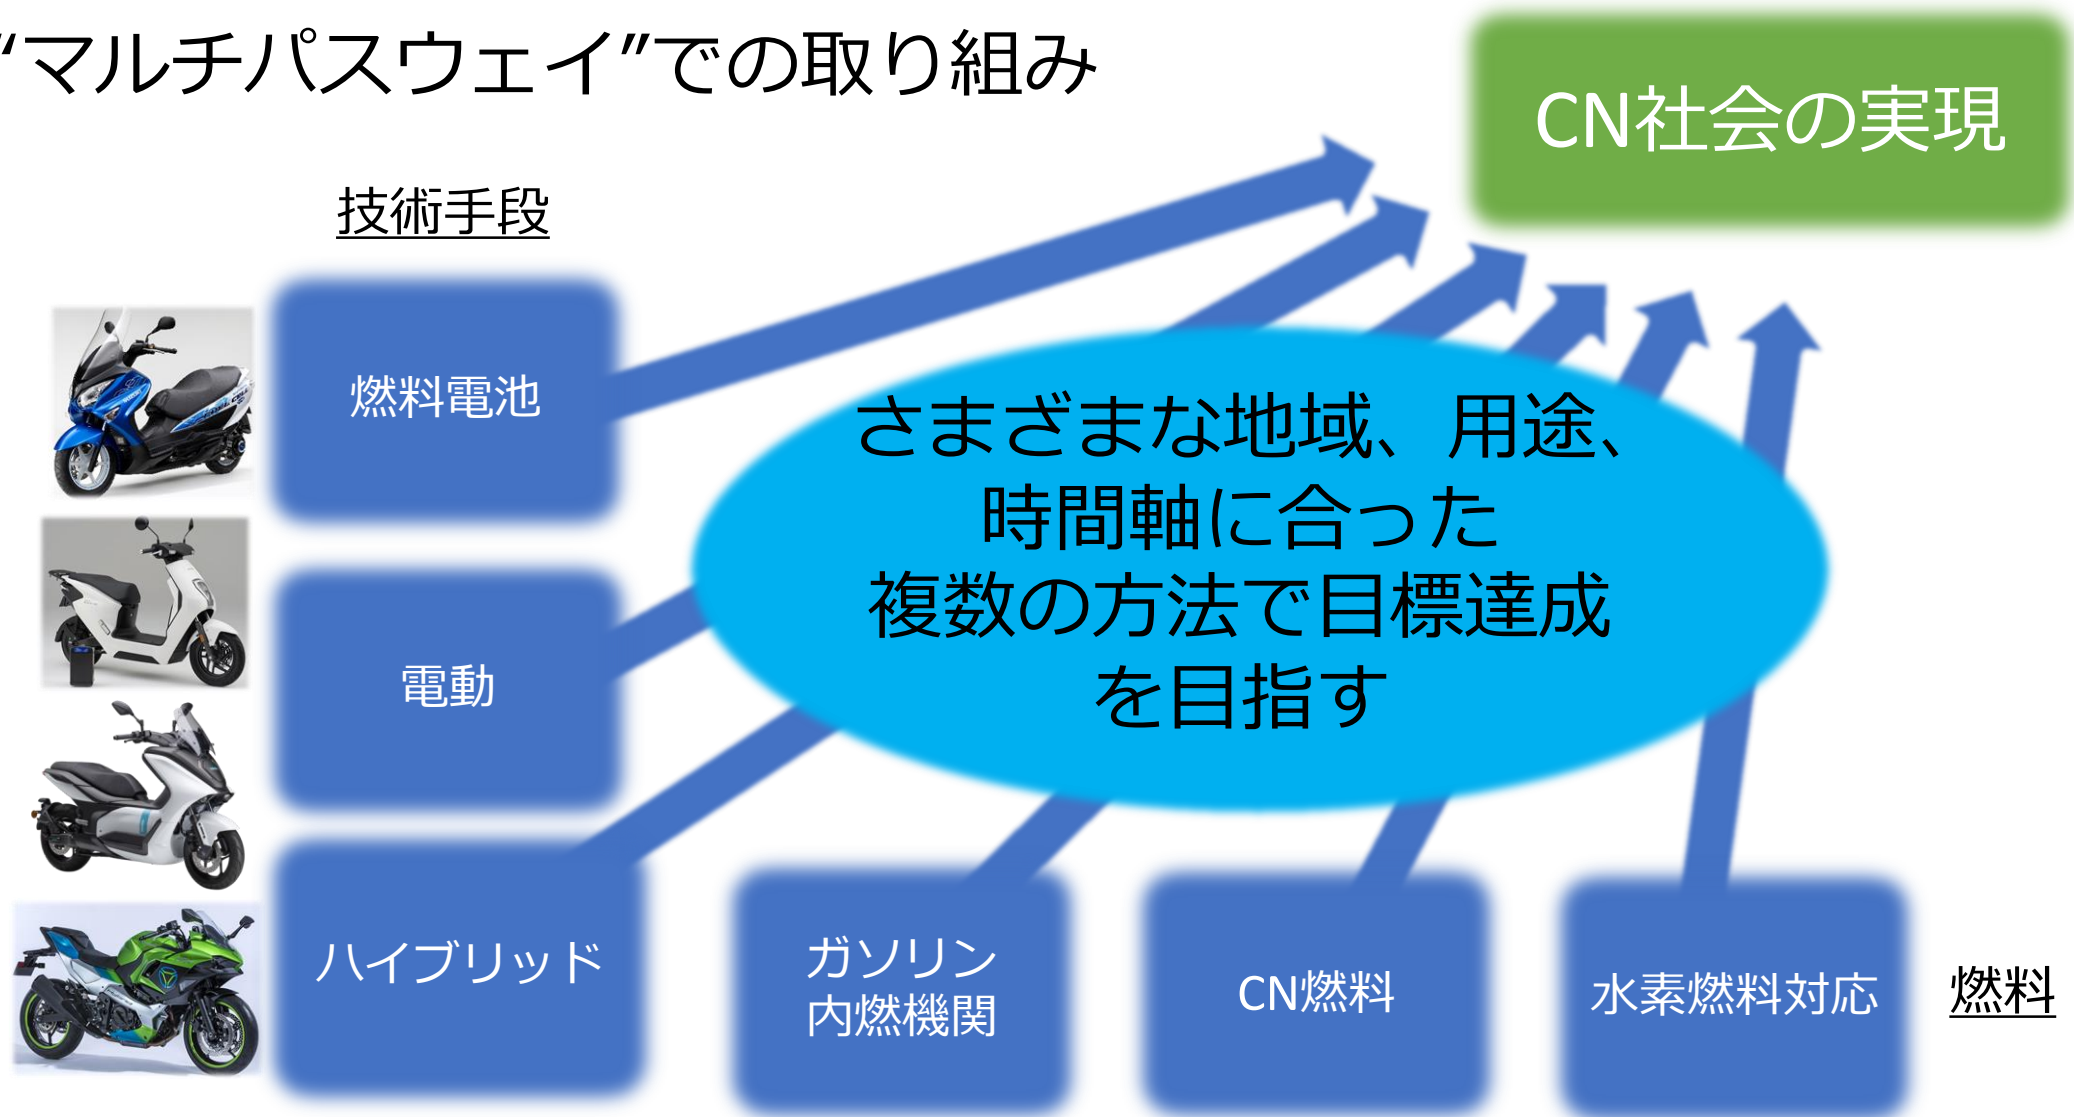 “マルチパスウェイ”での取り組み
CN社会の実現
技術手段
燃料電池
さまざまな地域、用途、
時間軸に合った
複数の方法で目標達成
を目指す
電動
ハイブリッド
ガソリン
内燃機関
CN燃料
水素燃料対応
燃料